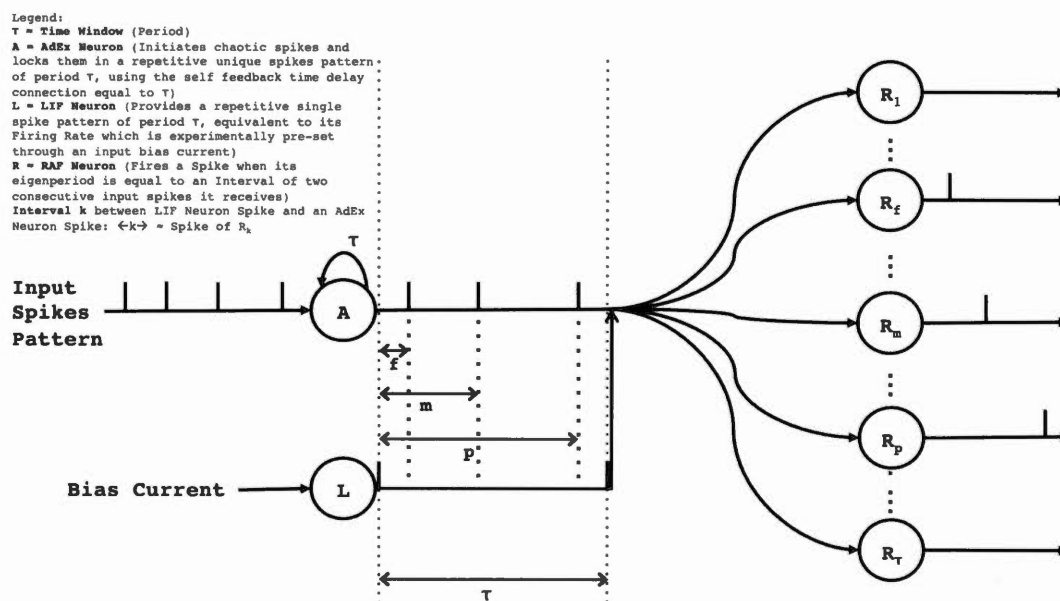 Legend:
τ = Time Window (Period)
A = AdEx Neuron (Initiates chaotic spikes and
locks them in a repetitive unique spikes pattern
of period τ, using the self feedback time delay
connection equal to τ)
L = LIF Neuron (Provides a repetitive single
spike pattern of period τ, equivalent to its
Firing Rate which is experimentally pre-set
through an input bias current)
R = RAF Neuron (Fires a Spike when its
eigenperiod is equal to an Interval of two
consecutive input spikes it receives)
Interval k between LIF Neuron Spike and an AdEx
Neuron Spike: ←k→ = Spike of Rₖ
τ
Input
Spikes
Pattern
A
f
m
p
Bias Current
L
τ
R₁
R_f
Rₘ
Rₚ
R_τ